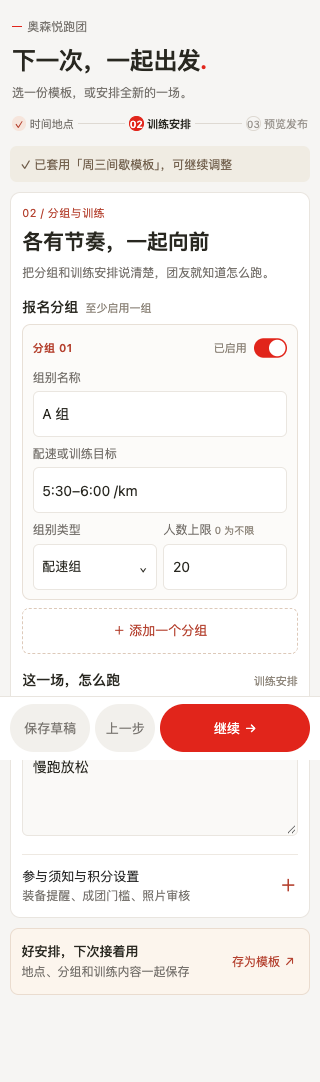 奥森悦跑团
下一次，一起出发.
选一份模板，或安排全新的一场。
01 时间地点 02 训练安排 03 预览发布
✓ 已套用「周三间歇模板」，可继续调整
02 / 分组与训练
各有节奏，一起向前
把分组和训练安排说清楚，团友就知道怎么跑。
报名分组 至少启用一组
分组 01 已启用
组别名称
A 组
配速或训练目标
5:30–6:00 /km
组别类型 人数上限 0 为不限
配速组 20
+ 添加一个分组
这一场，怎么跑 训练安排
保存草稿 上一步 继续 →
慢跑放松
参与须知与积分设置
装备提醒、成团门槛、照片审核
好安排，下次接着用
地点、分组和训练内容一起保存
存为模板 ↗